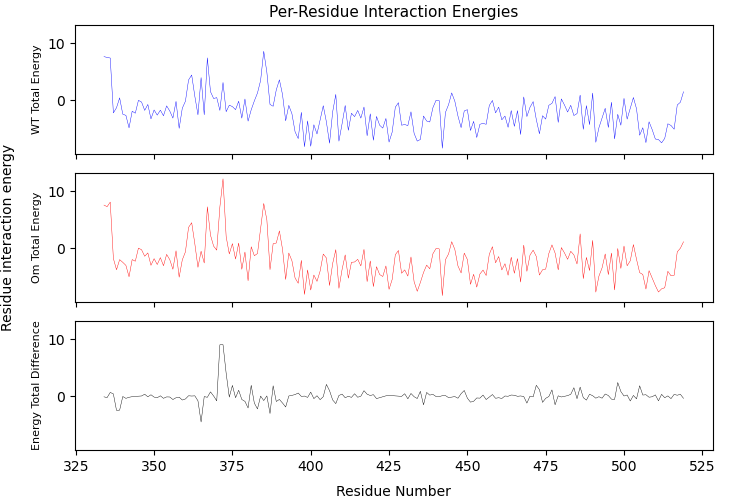 Per-Residue Interaction Energies
Residue interaction energy
WT Total Energy
10
0
Om Total Energy
10
0
Energy Total Difference
10
0
325 350 375 400 425 450 475 500 525
Residue Number